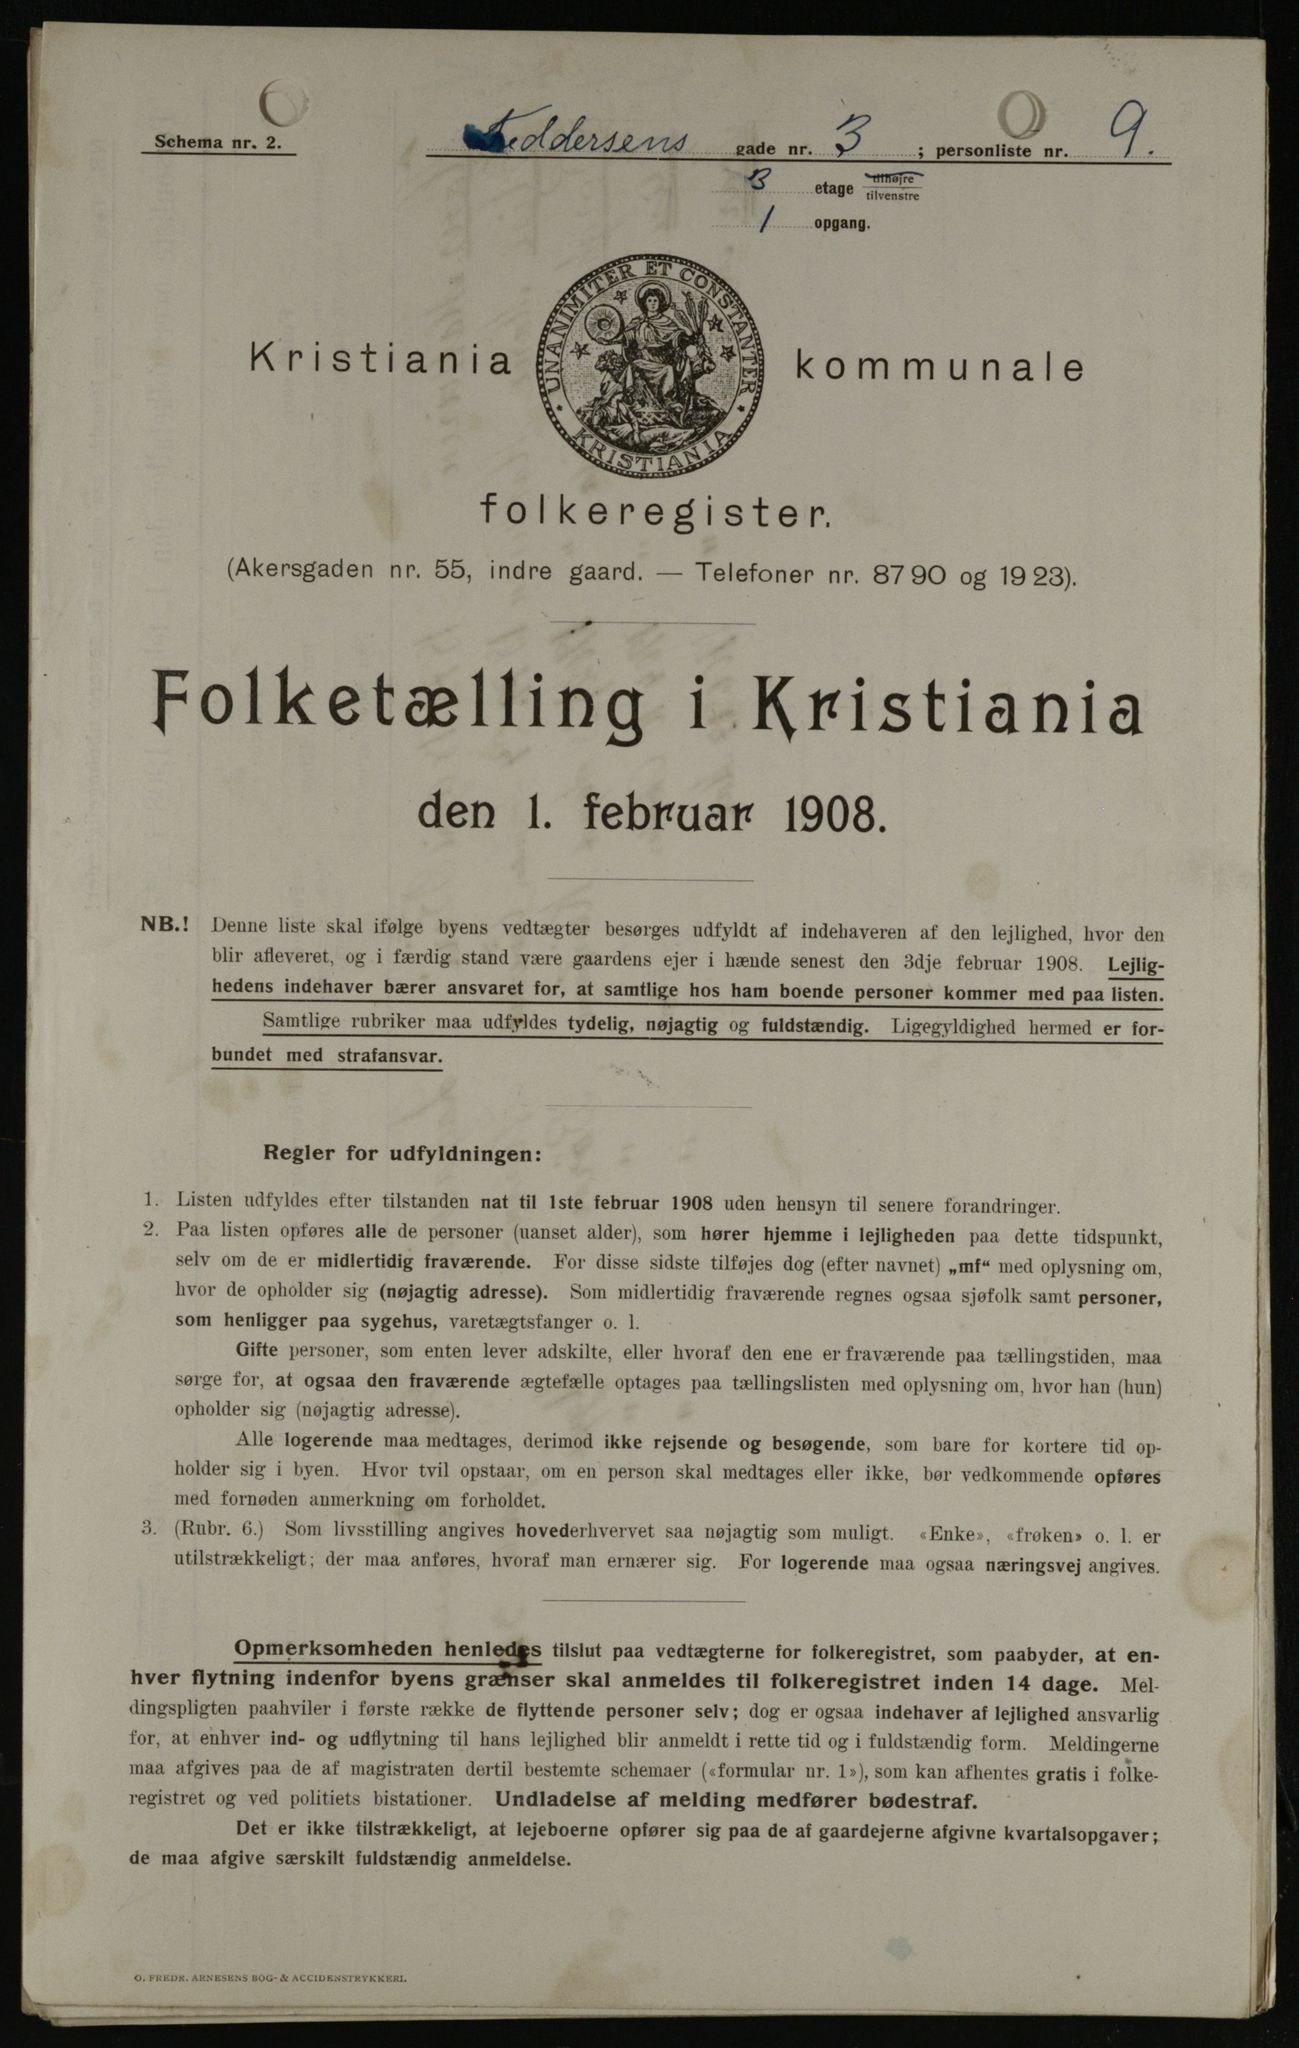 Schema nr. 2.
Feddersens gade nr. 3 ; personliste nr. 9.
3 etage tilhøjre
tilvenstre
1 opgang.
UNANIMITER ET CONSTANTER
KRISTIANIA
Kristiania kommunale
folkeregister.
(Akersgaden nr. 55, indre gaard. — Telefoner nr. 8790 og 1923).
Folketælling i Kristiania
den 1. februar 1908.
NB.! Denne liste skal ifølge byens vedtægter besørges udfyldt af indehaveren af den lejlighed, hvor den
blir afleveret, og i færdig stand være gaardens ejer i hænde senest den 3dje februar 1908. Lejlig-
hedens indehaver bærer ansvaret for, at samtlige hos ham boende personer kommer med paa listen.
Samtlige rubriker maa udfyldes tydelig, nøjagtig og fuldstændig. Ligegyldighed hermed er for-
bundet med strafansvar.
Regler for udfyldningen:
1. Listen udfyldes efter tilstanden nat til 1ste februar 1908 uden hensyn til senere forandringer.
2. Paa listen opføres alle de personer (uanset alder), som hører hjemme i lejligheden paa dette tidspunkt,
selv om de er midlertidig fraværende. For disse sidste tilføjes dog (efter navnet) „mf“ med oplysning om,
hvor de opholder sig (nøjagtig adresse). Som midlertidig fraværende regnes ogsaa sjøfolk samt personer,
som henligger paa sygehus, varetægtsfanger o. l.
Gifte personer, som enten lever adskilte, eller hvoraf den ene er fraværende paa tællingstiden, maa
sørge for, at ogsaa den fraværende ægtefælle optages paa tællingslisten med oplysning om, hvor han (hun)
opholder sig (nøjagtig adresse).
Alle logerende maa medtages, derimod ikke rejsende og besøgende, som bare for kortere tid op-
holder sig i byen. Hvor tvil opstaar, om en person skal medtages eller ikke, bør vedkommende opføres
med fornøden anmerkning om forholdet.
3. (Rubr. 6.) Som livsstilling angives hovederhvervet saa nøjagtig som muligt. «Enke», «frøken» o. l. er
utilstrækkeligt; der maa anføres, hvoraf man ernærer sig. For logerende maa ogsaa næringsvej angives.
Opmerksomheden henledes tilslut paa vedtægterne for folkeregistret, som paabyder, at en-
hver flytning indenfor byens grænser skal anmeldes til folkeregistret inden 14 dage. Mel-
dingspligten paahviler i første række de flyttende personer selv; dog er ogsaa indehaver af lejlighed ansvarlig
for, at enhver ind- og udflytning til hans lejlighed blir anmeldt i rette tid og i fuldstændig form. Meldingerne
maa afgives paa de af magistraten dertil bestemte schemaer («formular nr. 1»), som kan afhentes gratis i folke-
registret og ved politiets bistationer. Undladelse af melding medfører bødestraf.
Det er ikke tilstrækkeligt, at lejeboerne opfører sig paa de af gaardejerne afgivne kvartalsopgaver;
de maa afgive særskilt fuldstændig anmeldelse.
O. FREDR. ARNESENS BOG- & ACCIDENSTRYKKERI.